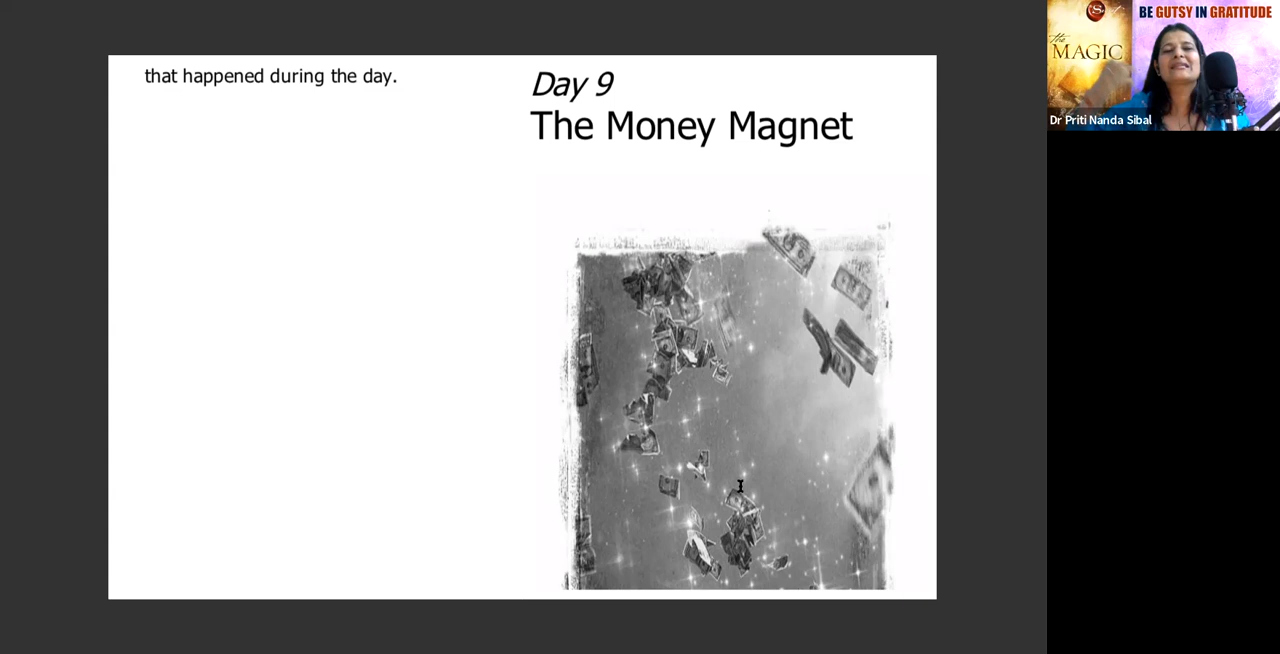 that happened during the day.
Day 9
The Money Magnet
BE GUTSY IN GRATITUDE
The
MAGIC
Dr Priti Nanda Sibal